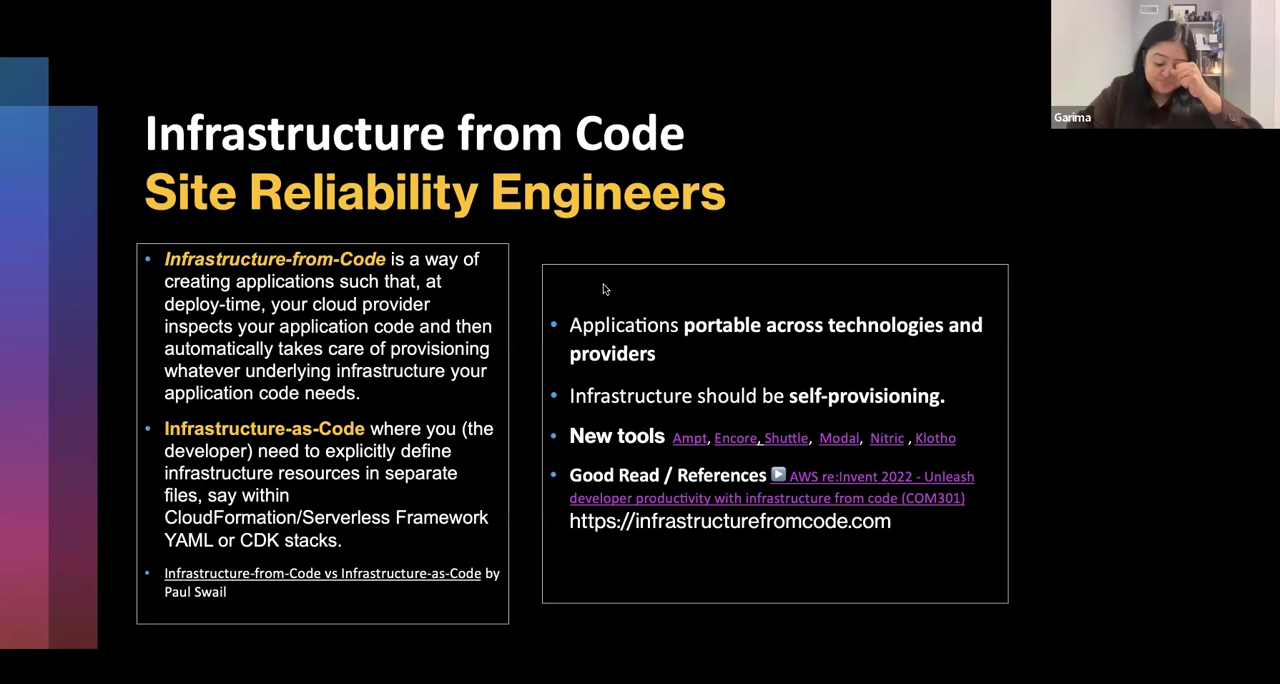 Garima
Infrastructure from Code
Site Reliability Engineers
• Infrastructure-from-Code is a way of
creating applications such that, at
deploy-time, your cloud provider
inspects your application code and then
automatically takes care of provisioning
whatever underlying infrastructure your
application code needs.
• Infrastructure-as-Code where you (the
developer) need to explicitly define
infrastructure resources in separate
files, say within
CloudFormation/Serverless Framework
YAML or CDK stacks.
• Infrastructure-from-Code vs Infrastructure-as-Code by
Paul Swail
• Applications portable across technologies and
providers
• Infrastructure should be self-provisioning.
• New tools Ampt, Encore, Shuttle, Modal, Nitric , Klotho
• Good Read / References ▶ AWS re:Invent 2022 - Unleash
developer productivity with infrastructure from code (COM301)
https://infrastructurefromcode.com